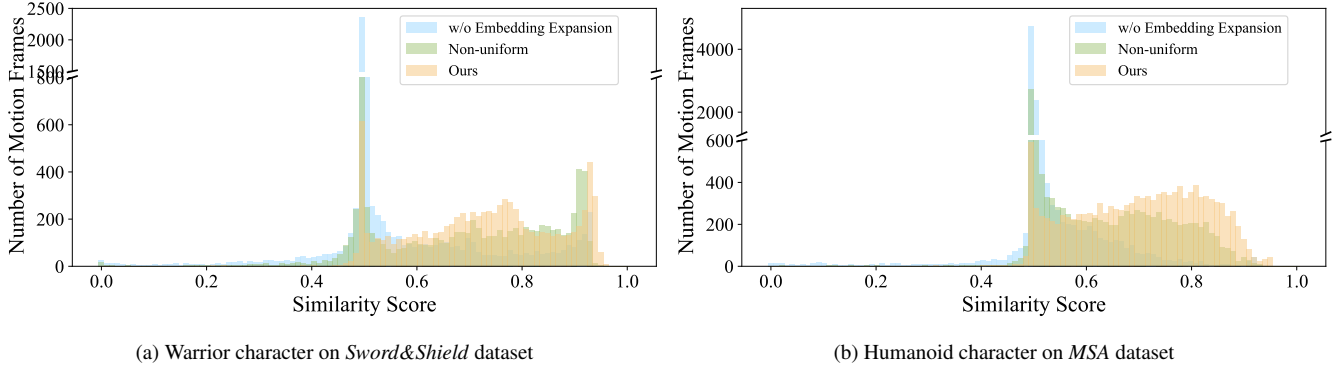 2500
2000
1500
800
600
400
200
0
Number of Motion Frames
w/o Embedding Expansion
Non-uniform
Ours
0.0 0.2 0.4 0.6 0.8 1.0
Similarity Score
(a) Warrior character on Sword&Shield dataset
4000
2000
600
400
200
0
Number of Motion Frames
w/o Embedding Expansion
Non-uniform
Ours
0.0 0.2 0.4 0.6 0.8 1.0
Similarity Score
(b) Humanoid character on MSA dataset